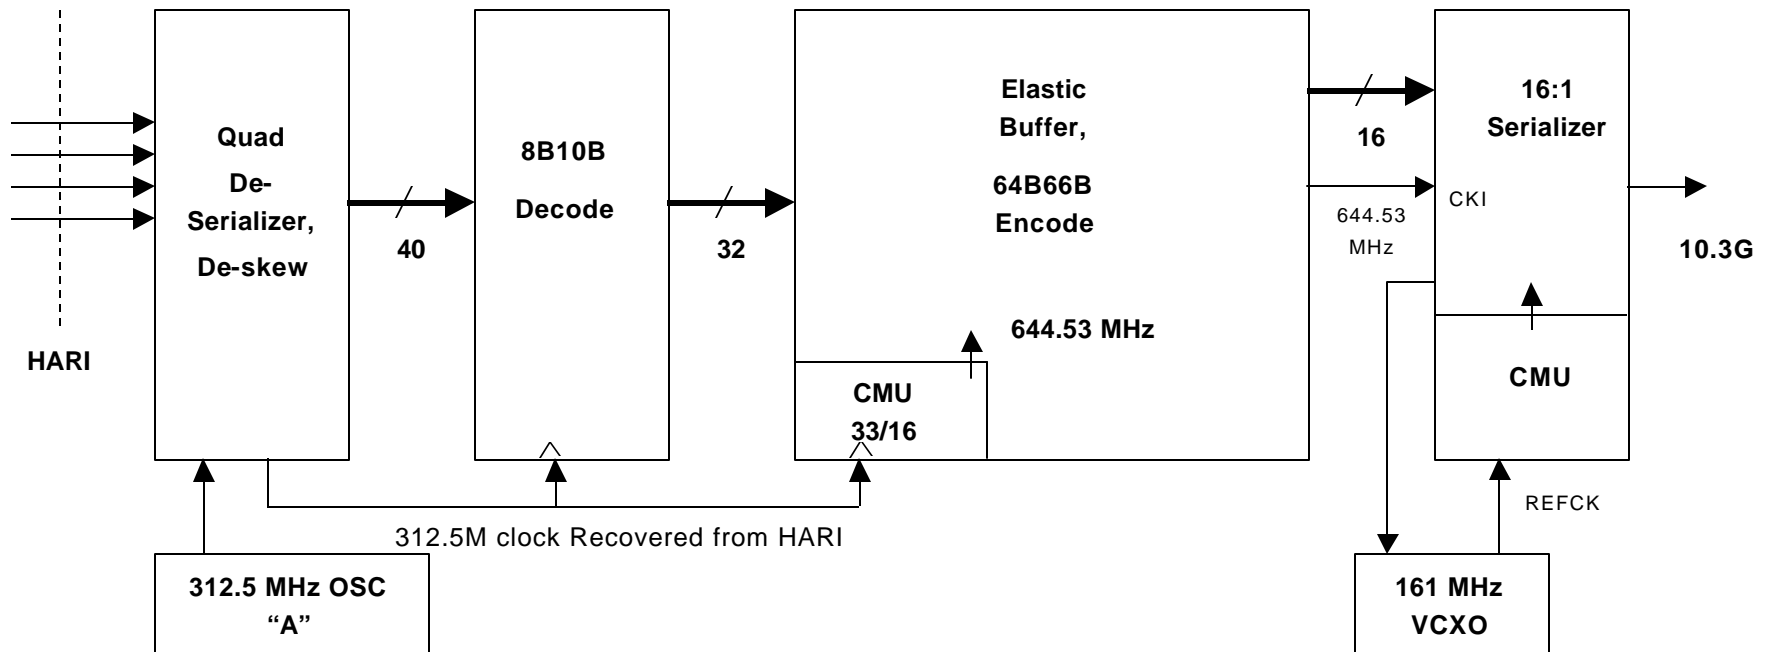 HARI
Quad
De-
Serializer,
De-skew
40
8B10B
Decode
32
Elastic
Buffer,
64B66B
Encode
644.53 MHz
CMU
33/16
16
644.53
MHz
CKI
16:1
Serializer
CMU
10.3G
REFCK
312.5M clock Recovered from HARI
312.5 MHz OSC
“A”
161 MHz
VCXO